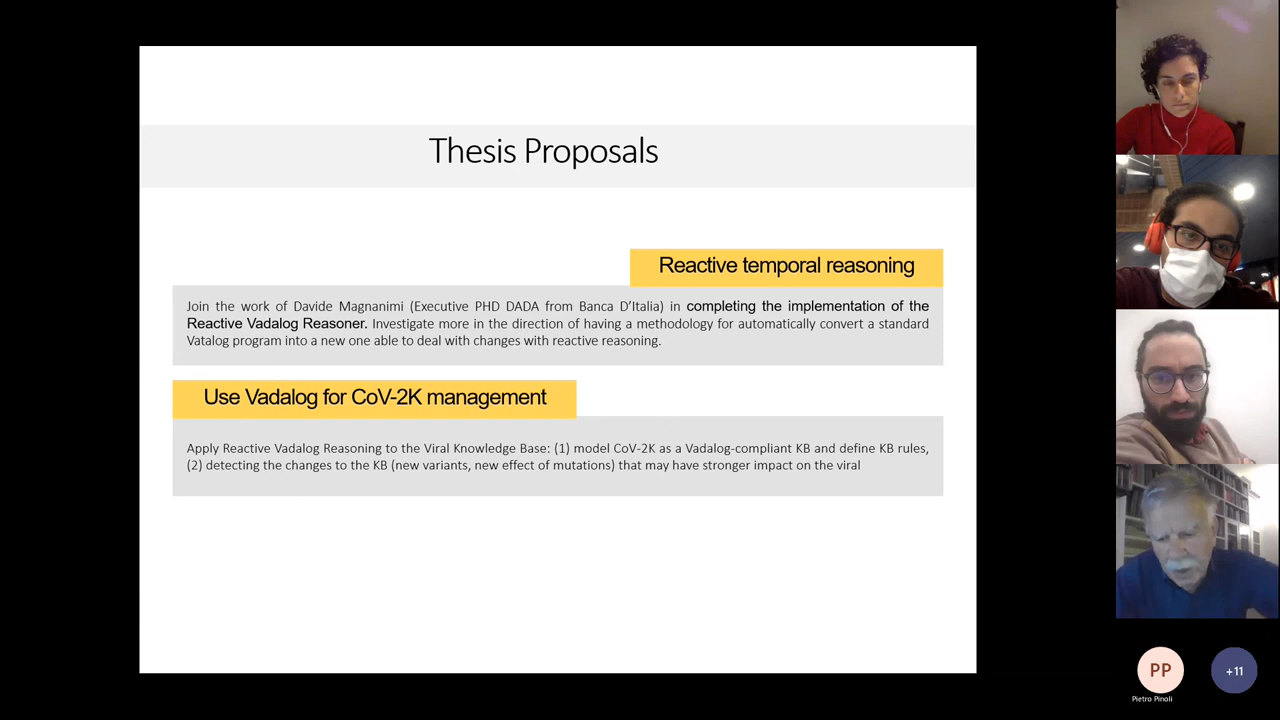 Thesis Proposals
Reactive temporal reasoning
Join the work of Davide Magnanimi (Executive PHD DADA from Banca D'Italia) in completing the implementation of the
Reactive Vadalog Reasoner. Investigate more in the direction of having a methodology for automatically convert a standard
Vatalog program into a new one able to deal with changes with reactive reasoning.
Use Vadalog for CoV-2K management
Apply Reactive Vadalog Reasoning to the Viral Knowledge Base: (1) model CoV-2K as a Vadalog-compliant KB and define KB rules,
(2) detecting the changes to the KB (new variants, new effect of mutations) that may have stronger impact on the viral
PP
+11
Pietro Pinoli